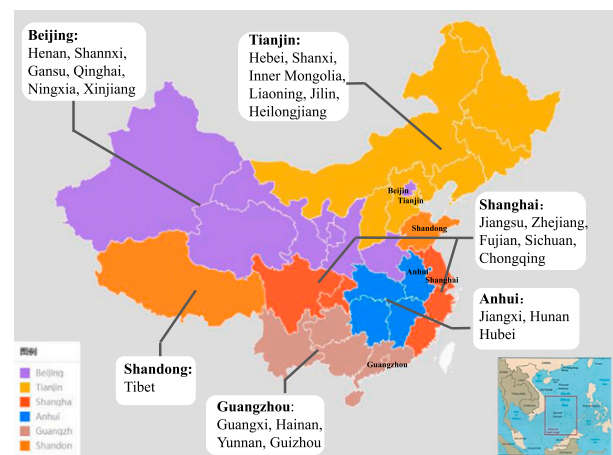 Beijing:
Henan, Shannxi,
Gansu, Qinghai,
Ningxia, Xinjiang
Tianjin:
Hebei, Shanxi,
Inner Mongolia,
Liaoning, Jilin,
Heilongjiang
Beijin
Tianjin
Shandong
Shanghai:
Jiangsu, Zhejiang,
Fujian, Sichuan,
Chongqing
Anhui
Shanghai
Anhui:
Jiangxi, Hunan
Hubei
Shandong:
Tibet
Guangzhou
Guangzhou:
Guangxi, Hainan,
Yunnan, Guizhou
图例
Beijing
Tianjin
Shangha
Anhui
Guangzh
Shandon